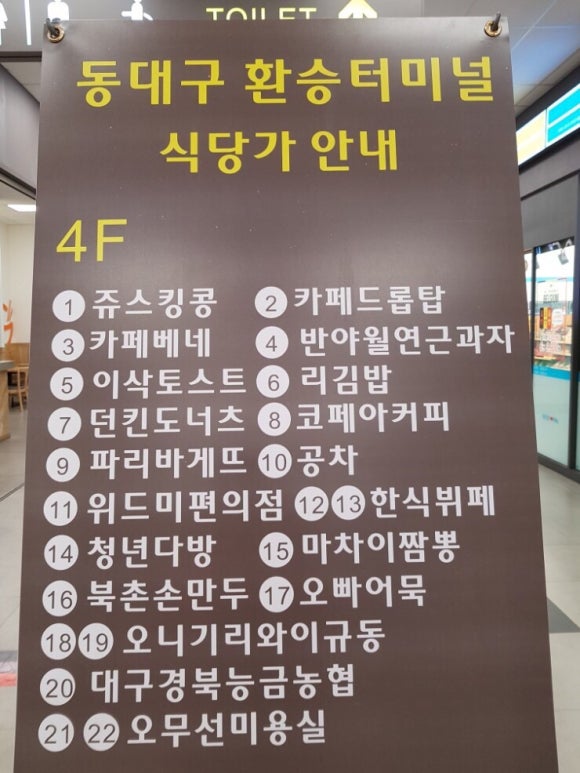 TOILET
동대구 환승터미널
식당가 안내
4F
1 쥬스킹콩 2 카페드롭탑
3 카페베네 4 반야월연근과자
5 이삭토스트 6 리김밥
7 던킨도너츠 8 코페아커피
9 파리바게뜨 10 공차
11 위드미편의점 12 13 한식뷔페
14 청년다방 15 마차이짬뽕
16 북촌손만두 17 오빠어묵
18 19 오니기리와이규동
20 대구경북능금농협
21 22 오무선미용실